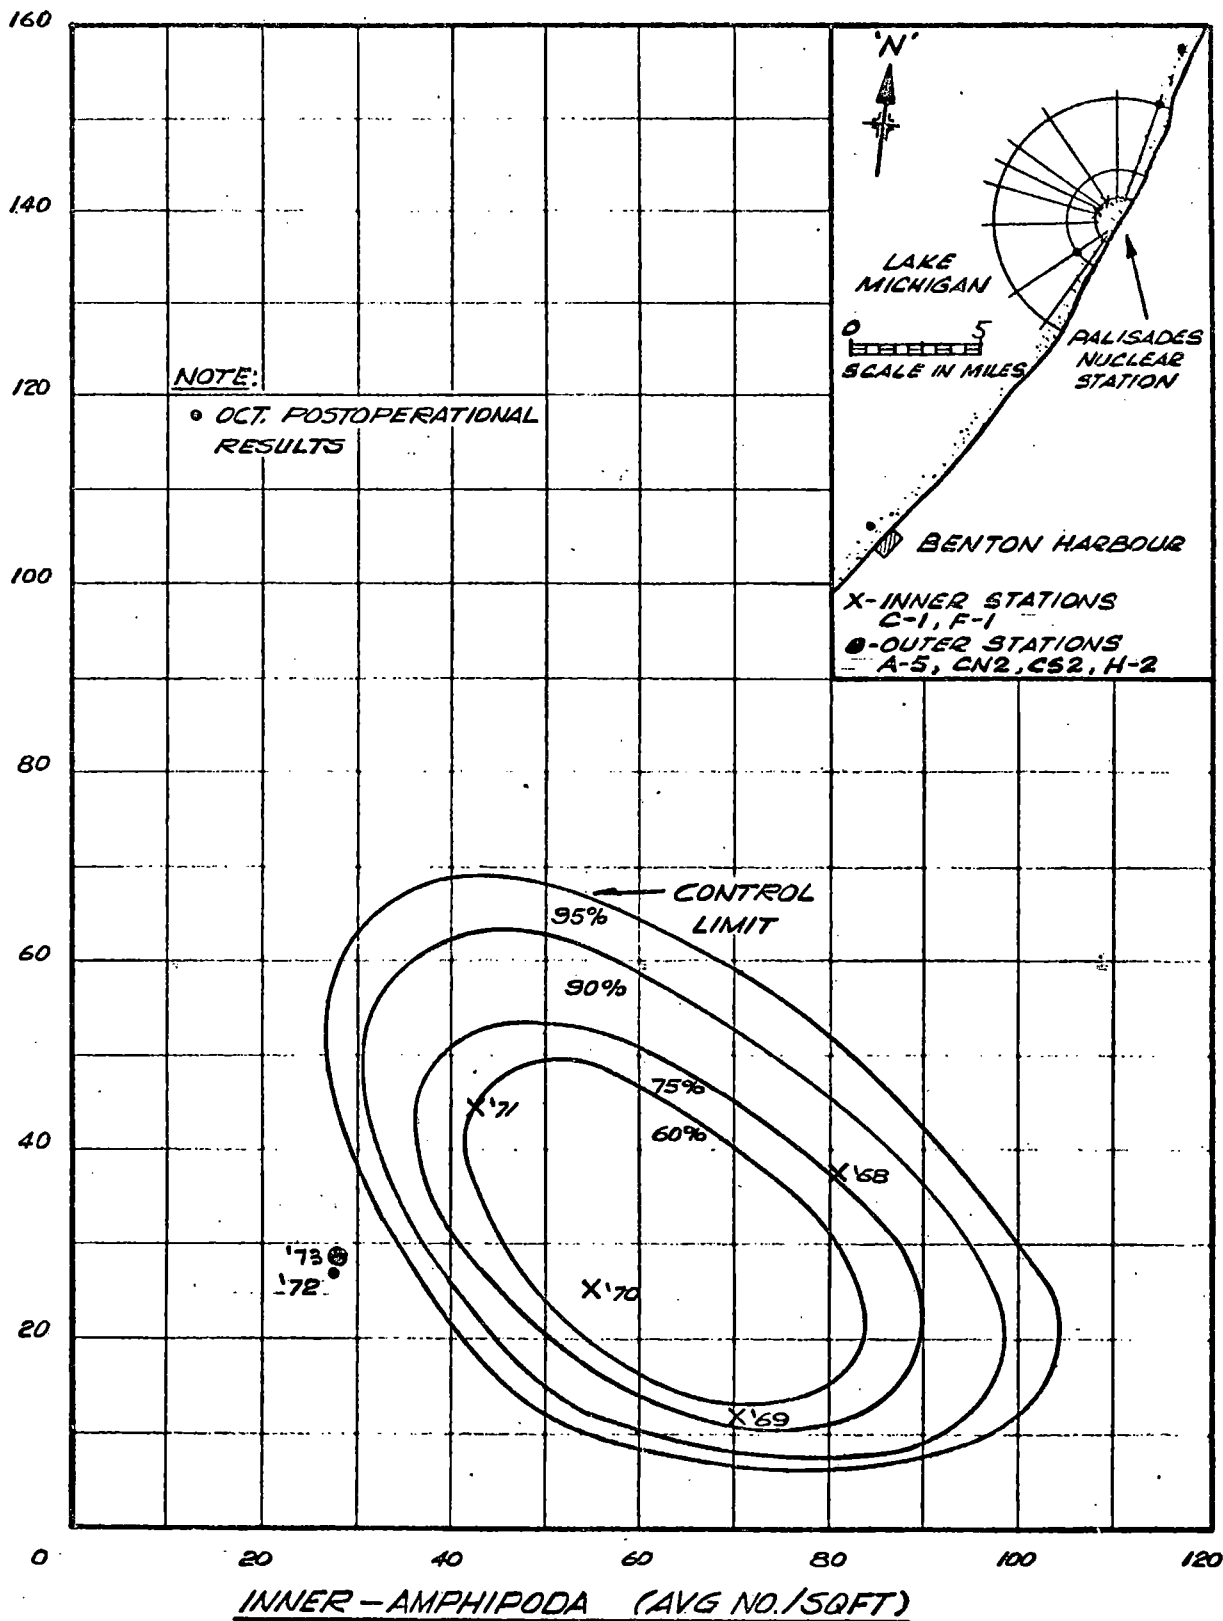 160
140
120
100
80
60
40
20
0
20
40
60
80
100
120
INNER-AMPHIPODA (AVG NO./SQFT)
NOTE:
OCT. POSTOPERATIONAL
RESULTS
'N'
LAKE
MICHIGAN
0 5
SCALE IN MILES
PALISADES
NUCLEAR
STATION
BENTON HARBOUR
X-INNER STATIONS
C-1, F-1
●-OUTER STATIONS
A-5, CN2, CS2, H-2
CONTROL
LIMIT
95%
90%
75%
60%
X'71
X'68
'73
'72
X'70
X'69